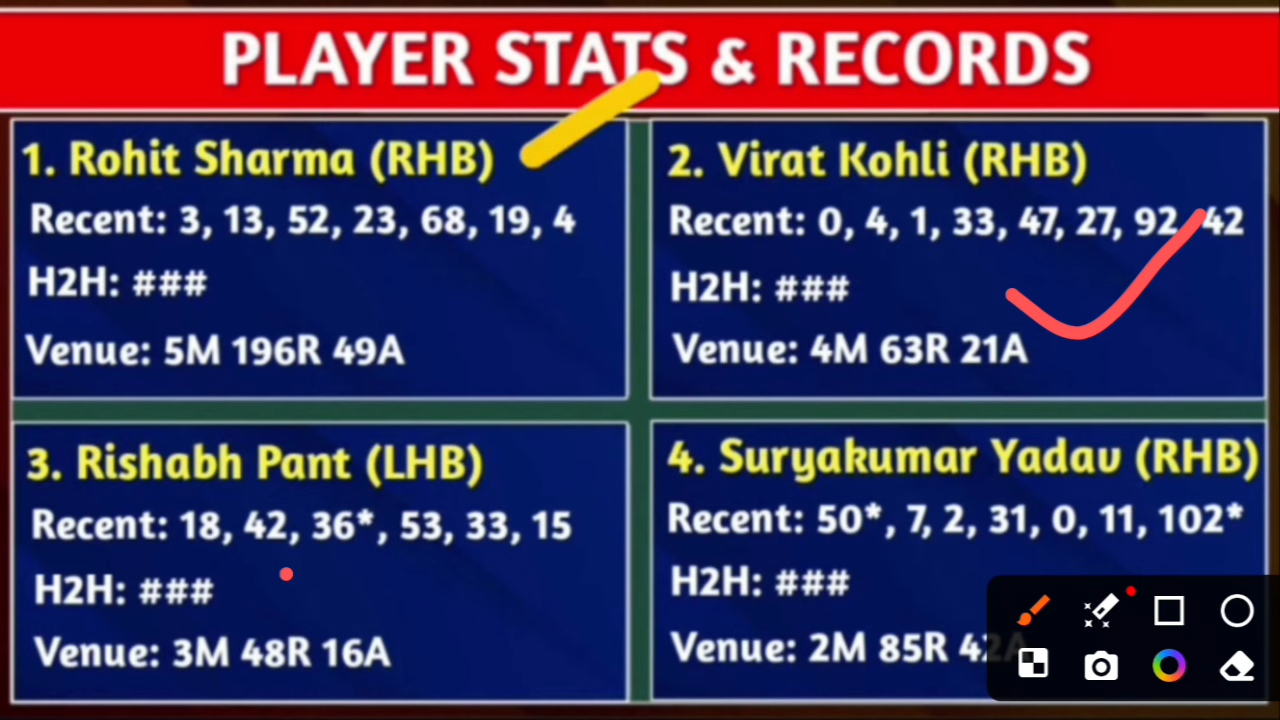 PLAYER STATS & RECORDS
1. Rohit Sharma (RHB)
Recent: 3, 13, 52, 23, 68, 19, 4
H2H: ###
Venue: 5M 196R 49A
2. Virat Kohli (RHB)
Recent: 0, 4, 1, 33, 47, 27, 92, 42
H2H: ###
Venue: 4M 63R 21A
3. Rishabh Pant (LHB)
Recent: 18, 42, 36*, 53, 33, 15
H2H: ###
Venue: 3M 48R 16A
4. Suryakumar Yadav (RHB)
Recent: 50*, 7, 2, 31, 0, 11, 102*
H2H: ###
Venue: 2M 85R 42A